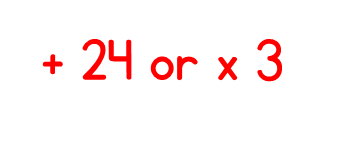 + 24 or x 3